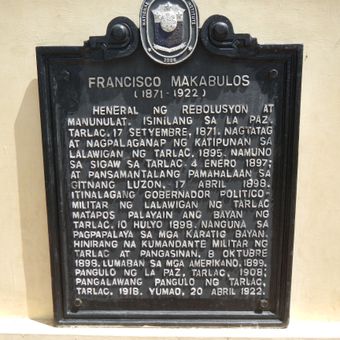 2008
FRANCISCO MAKABULOS
(1871-1922)
HENERAL NG REBOLUSYON AT
MANUNULAT. ISINILANG SA LA PAZ,
TARLAC, 17 SETYEMBRE, 1871. NAGTATAG
AT NAGPALAGANAP NG KATIPUNAN SA
LALAWIGAN NG TARLAC, 1895. NAMUNO
SA SIGAW SA TARLAC 4 ENERO 1897;
AT PANSAMANTALANG PAMAHALAAN SA
GITNANG LUZON, 17 ABRIL 1898.
ITINALAGANG GOBERNADOR POLITICO-
MILITAR NG LALAWIGAN NG TARLAC
MATAPOS PALAYAIN ANG BAYAN NG
TARLAC, 10 HULYO 1898. NANGUNA SA
PAGPAPALAYA SA MGA KARATIG BAYAN.
HINIRANG NA KUMANDANTE MILITAR NG
TARLAC AT PANGASINAN, 8 OKTUBRE
1898. LUMABAN SA MGA AMERIKANO, 1899.
PANGULO NG LA PAZ, TARLAC, 1908;
PANGALAWANG PANGULO NG TARLAC,
TARLAC, 1918. YUMAO, 20 ABRIL 1922.